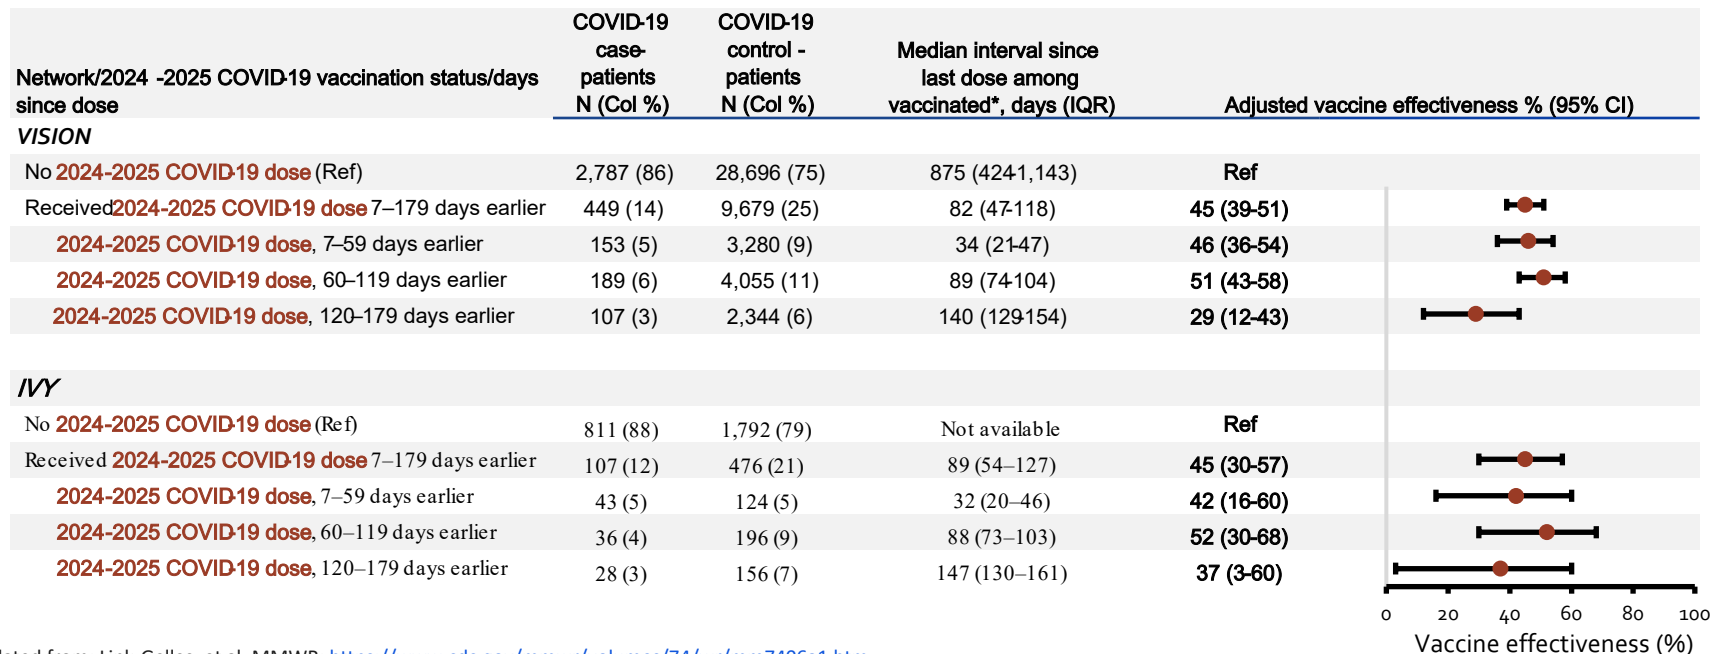 COVID-19 case-patients N (Col %)
COVID-19 control - patients N (Col %)
Median interval since last dose among vaccinated*, days (IQR)
Network/2024 -2025 COVID-19 vaccination status/days since dose
Adjusted vaccine effectiveness % (95% CI)
VISION
No 2024-2025 COVID-19 dose (Ref) 2,787 (86) 28,696 (75) 875 (424-1,143) Ref
Received 2024-2025 COVID-19 dose 7–179 days earlier 449 (14) 9,679 (25) 82 (47-118) 45 (39-51)
2024-2025 COVID-19 dose, 7–59 days earlier 153 (5) 3,280 (9) 34 (21-47) 46 (36-54)
2024-2025 COVID-19 dose, 60–119 days earlier 189 (6) 4,055 (11) 89 (74-104) 51 (43-58)
2024-2025 COVID-19 dose, 120–179 days earlier 107 (3) 2,344 (6) 140 (129-154) 29 (12-43)
IVY
No 2024-2025 COVID-19 dose (Ref) 811 (88) 1,792 (79) Not available Ref
Received 2024-2025 COVID-19 dose 7–179 days earlier 107 (12) 476 (21) 89 (54–127) 45 (30-57)
2024-2025 COVID-19 dose, 7–59 days earlier 43 (5) 124 (5) 32 (20–46) 42 (16-60)
2024-2025 COVID-19 dose, 60–119 days earlier 36 (4) 196 (9) 88 (73–103) 52 (30-68)
2024-2025 COVID-19 dose, 120–179 days earlier 28 (3) 156 (7) 147 (130–161) 37 (3-60)
0 20 40 60 80 100
Vaccine effectiveness (%)